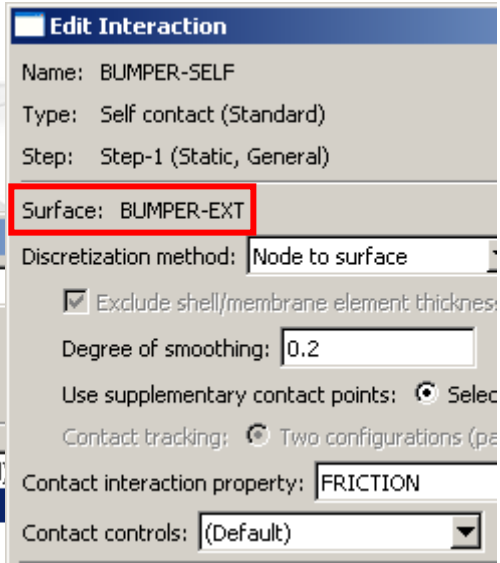 Edit Interaction
Name: BUMPER-SELF
Type: Self contact (Standard)
Step: Step-1 (Static, General)
Surface: BUMPER-EXT
Discretization method: Node to surface
Exclude shell/membrane element thickness
Degree of smoothing: 0.2
Use supplementary contact points: Selec
Contact tracking: Two configurations (pa
Contact interaction property: FRICTION
Contact controls: (Default)